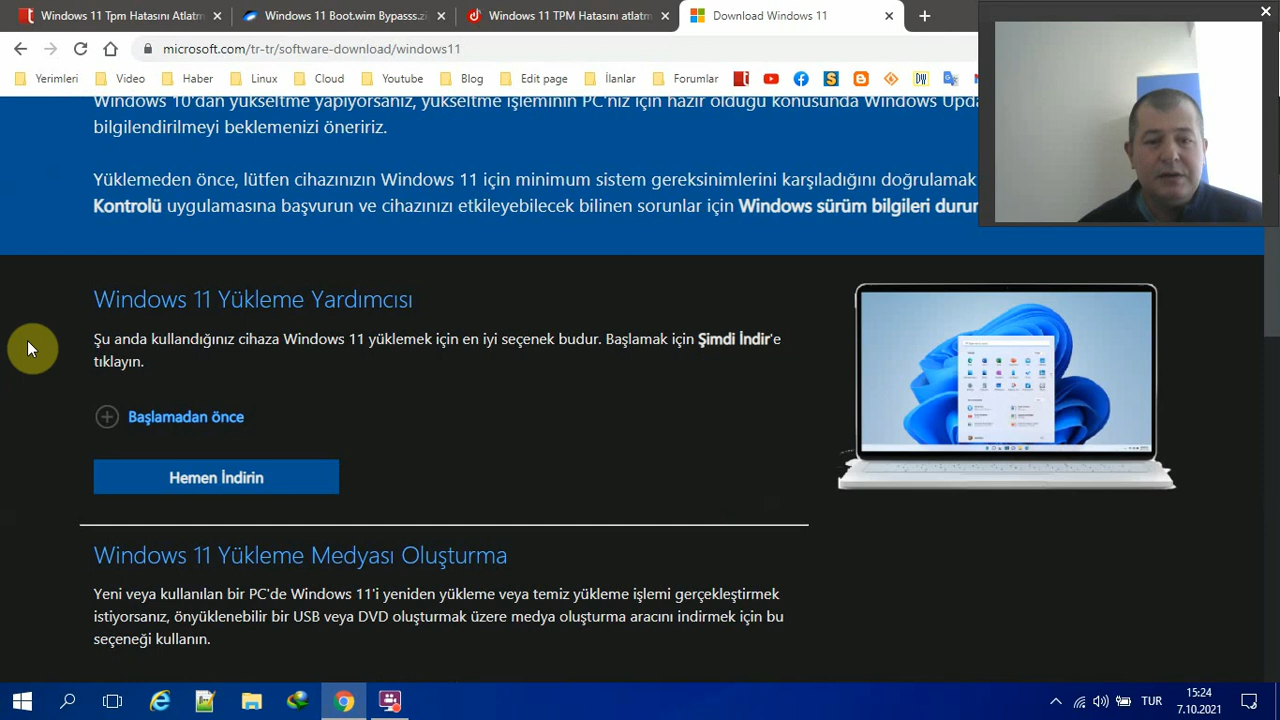 Windows 11 Tpm Hatasını Atlatm
Windows 11 Boot.wim Bypasss.z
Windows 11 TPM Hatasını atlatm
Download Windows 11
microsoft.com/tr-tr/software-download/windows11
Yerimleri Video Haber Linux Cloud Youtube Blog Edit page İlanlar Forumlar
Windows 10'dan yükseltme yapıyorsanız, yükseltme işleminin PC'niz için hazır olduğu konusunda Windows Upda
bilgilendirilmeyi beklemenizi öneririz.
Yüklemeden önce, lütfen cihazınızın Windows 11 için minimum sistem gereksinimlerini karşıladığını doğrulamak
Kontrolü uygulamasına başvurun ve cihazınızı etkileyebilecek bilinen sorunlar için Windows sürüm bilgileri durur
Windows 11 Yükleme Yardımcısı
Şu anda kullandığınız cihaza Windows 11 yüklemek için en iyi seçenek budur. Başlamak için Şimdi İndir'e
tıklayın.
Başlamadan önce
Hemen İndirin
Windows 11 Yükleme Medyası Oluşturma
Yeni veya kullanılan bir PC'de Windows 11'i yeniden yükleme veya temiz yükleme işlemi gerçekleştirmek
istiyorsanız, önyüklenebilir bir USB veya DVD oluşturmak üzere medya oluşturma aracını indirmek için bu
seçeneği kullanın.
TUR
15:24
7.10.2021